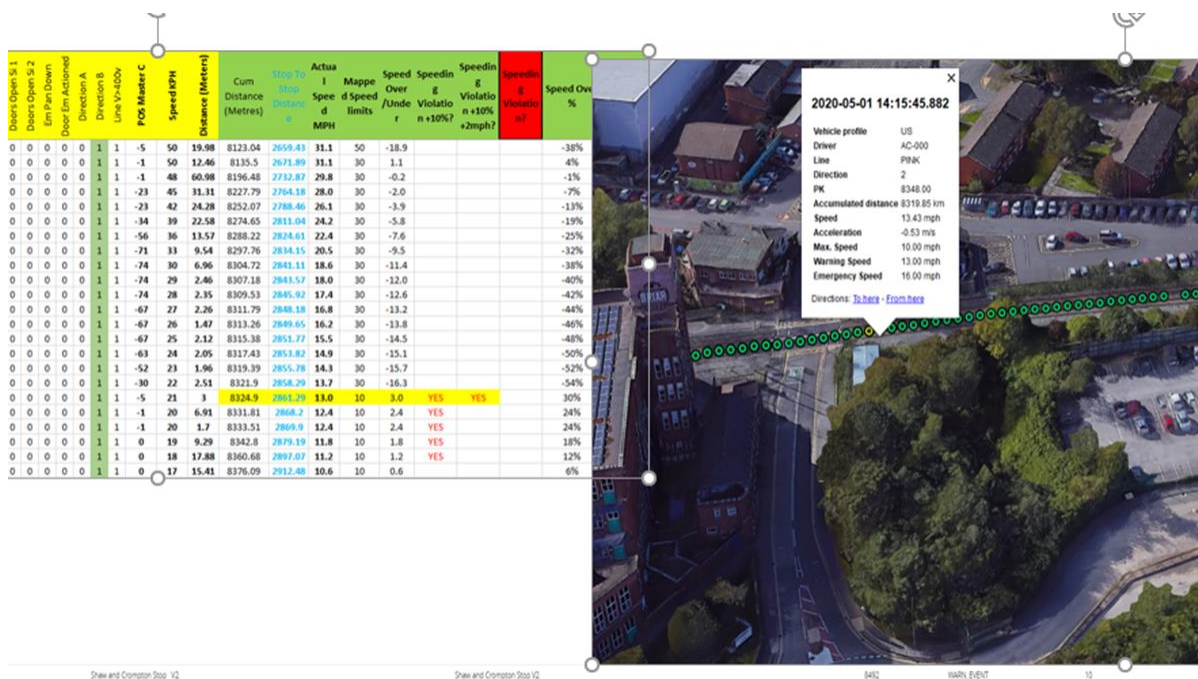 Doors Open Si 1 Doors Open Si 2 Em Pan Down Door Em Actioned Direction A Direction B Line V>400v POS Master C Speed KPH Distance (Meters) Cum Distance (Metres) Stop To Stop Distance Actual Speed MPH Mapped Speed limits Speed Over /Under Speeding Violation +10%? Speeding Violation +10% +2mph? Speeding Violation? Speed Ove %
0 0 0 0 0 1 1 -5 50 19.98 8123.04 2659.43 31.1 50 -18.9 -38%
0 0 0 0 0 1 1 -1 50 12.46 8135.5 2671.89 31.1 30 1.1 4%
0 0 0 0 0 1 1 -1 48 60.98 8196.48 2732.87 29.8 30 -0.2 -1%
0 0 0 0 0 1 1 -23 45 31.31 8227.79 2764.18 28.0 30 -2.0 -7%
0 0 0 0 0 1 1 -23 42 24.28 8252.07 2788.46 26.1 30 -3.9 -13%
0 0 0 0 0 1 1 -34 39 22.58 8274.65 2811.04 24.2 30 -5.8 -19%
0 0 0 0 0 1 1 -56 36 13.57 8288.22 2824.61 22.4 30 -7.6 -25%
0 0 0 0 0 1 1 -71 33 9.54 8297.76 2834.15 20.5 30 -9.5 -32%
0 0 0 0 0 1 1 -74 30 6.96 8304.72 2841.11 18.6 30 -11.4 -38%
0 0 0 0 0 1 1 -74 29 2.46 8307.18 2843.57 18.0 30 -12.0 -40%
0 0 0 0 0 1 1 -74 28 2.35 8309.53 2845.92 17.4 30 -12.6 -42%
0 0 0 0 0 1 1 -67 27 2.26 8311.79 2848.18 16.8 30 -13.2 -44%
0 0 0 0 0 1 1 -67 26 1.47 8313.26 2849.65 16.2 30 -13.8 -46%
0 0 0 0 0 1 1 -67 25 2.12 8315.38 2851.77 15.5 30 -14.5 -48%
0 0 0 0 0 1 1 -63 24 2.05 8317.43 2853.82 14.9 30 -15.1 -50%
0 0 0 0 0 1 1 -52 23 1.96 8319.39 2855.78 14.3 30 -15.7 -52%
0 0 0 0 0 1 1 -30 22 2.51 8321.9 2858.29 13.7 30 -16.3 -54%
0 0 0 0 0 1 1 -5 21 3 8324.9 2861.29 13.0 10 3.0 YES YES 30%
0 0 0 0 0 1 1 -1 20 6.91 8331.81 2868.2 12.4 10 2.4 YES 24%
0 0 0 0 0 1 1 -1 20 1.7 8333.51 2869.9 12.4 10 2.4 YES 24%
0 0 0 0 0 1 1 0 19 9.29 8342.8 2879.19 11.8 10 1.8 YES 18%
0 0 0 0 0 1 1 0 18 17.88 8360.68 2897.07 11.2 10 1.2 YES 12%
0 0 0 0 0 1 1 0 17 15.41 8376.09 2912.48 10.6 10 0.6 6%
2020-05-01 14:15:45.882
Vehicle profile US
Driver AC-000
Line PINK
Direction 2
PK 8348.00
Accumulated distance 8319.85 km
Speed 13.43 mph
Acceleration -0.53 m/s
Max. Speed 10.00 mph
Warning Speed 13.00 mph
Emergency Speed 16.00 mph
Directions: To here - From here
BRIAR
Shaw and Crompton Stop V2
Shaw and Crompton Stop V2
8492 WARN_EVENT 10